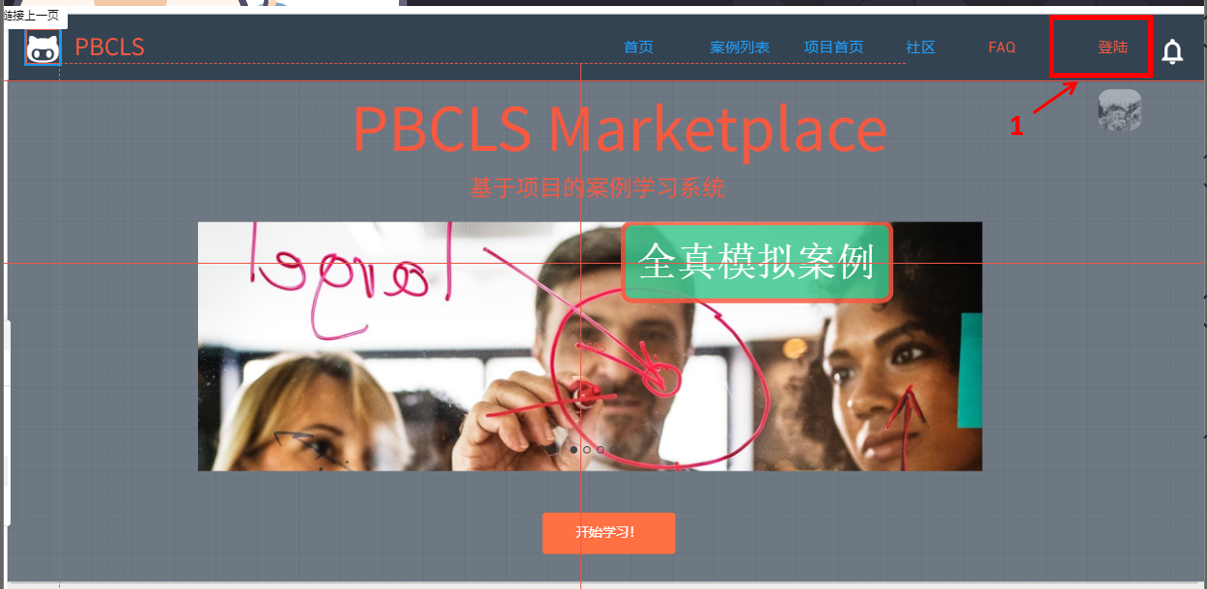 链接上一页
PBCLS
首页
案例列表
项目首页
社区
FAQ
登陆
1
PBCLS Marketplace
基于项目的案例学习系统
全真模拟案例
开始学习!